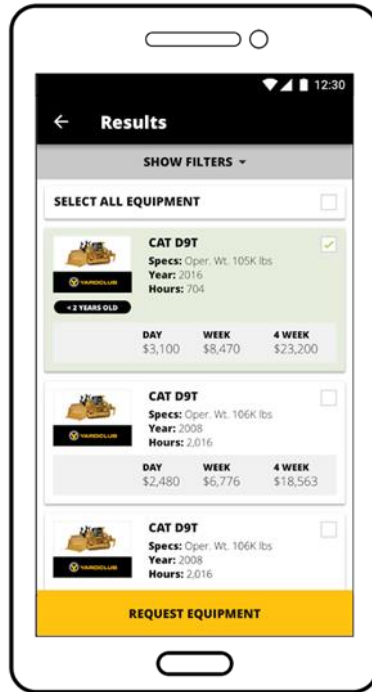 12:30
Results
SHOW FILTERS
SELECT ALL EQUIPMENT
CAT D9T
Specs: Oper. Wt. 105K lbs
Year: 2016
Hours: 704
YARDCLUB
< 2 YEARS OLD
DAY WEEK 4 WEEK
$3,100 $8,470 $23,200
CAT D9T
Specs: Oper. Wt. 106K lbs
Year: 2008
Hours: 2,016
YARDCLUB
DAY WEEK 4 WEEK
$2,480 $6,776 $18,563
CAT D9T
Specs: Oper. Wt. 106K lbs
Year: 2008
Hours: 2,016
YARDCLUB
REQUEST EQUIPMENT